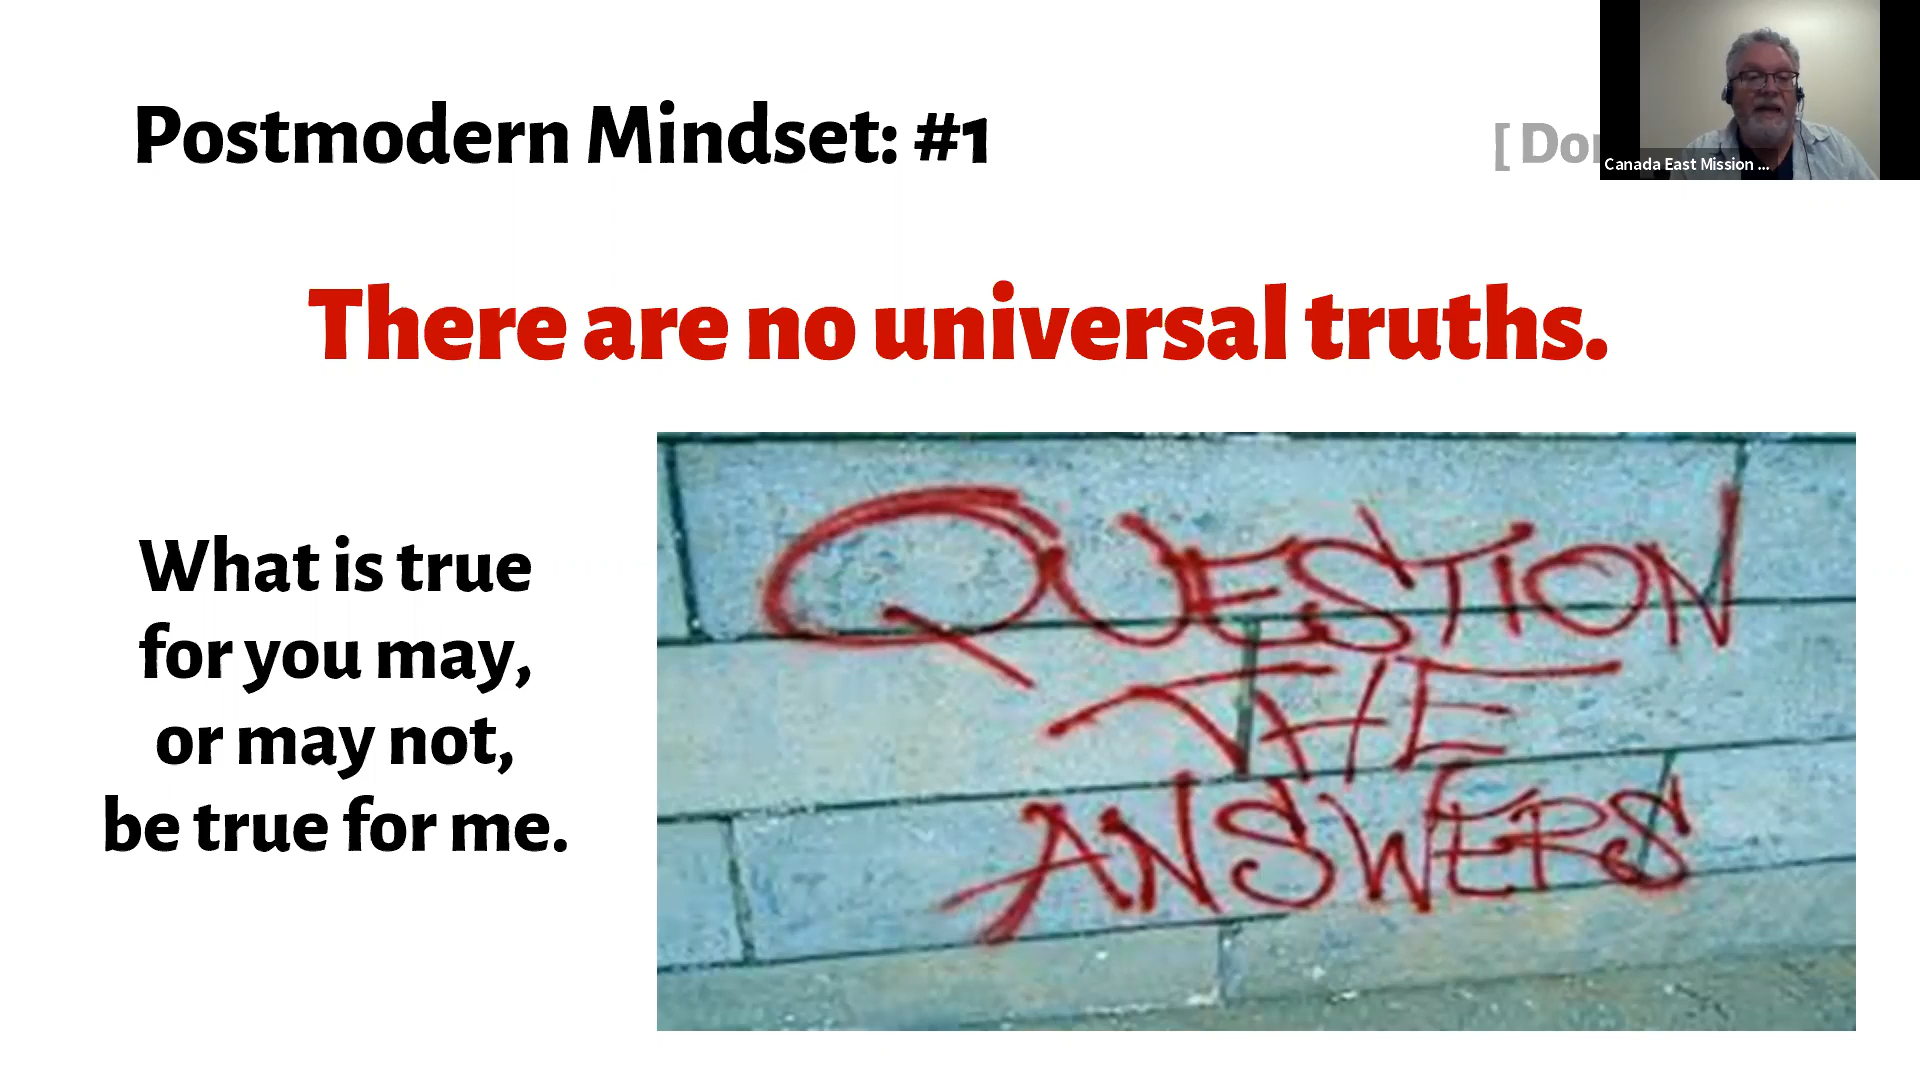 Postmodern Mindset: #1
[
Canada East Mission ...
There are no universal truths.
What is true
for you may,
or may not,
be true for me.
QUESTION
THE
ANSWERS